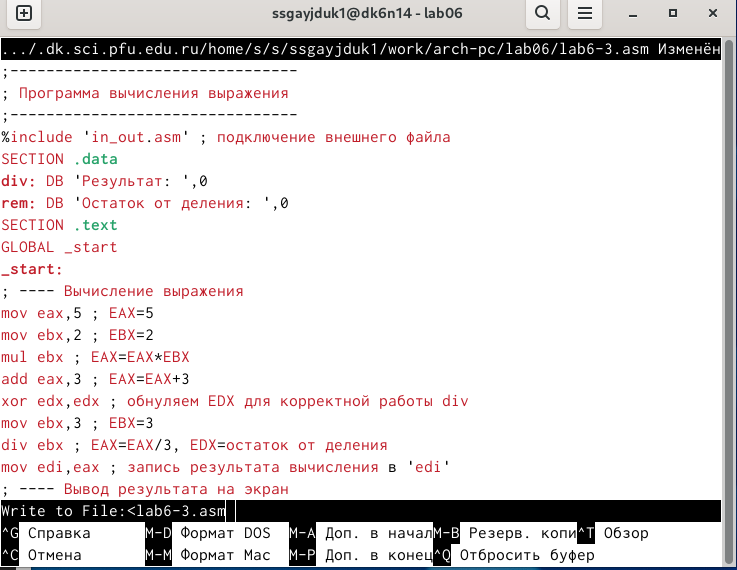 ssgayjduk1@dk6n14 - lab06
.../.dk.sci.pfu.edu.ru/home/s/s/ssgayjduk1/work/arch-pc/lab06/lab6-3.asm Изменён
;--------------------------------
; Программа вычисления выражения
;--------------------------------
%include 'in_out.asm' ; подключение внешнего файла
SECTION .data
div: DB 'Результат: ',0
rem: DB 'Остаток от деления: ',0
SECTION .text
GLOBAL _start
_start:
; ---- Вычисление выражения
mov eax,5 ; EAX=5
mov ebx,2 ; EBX=2
mul ebx ; EAX=EAX*EBX
add eax,3 ; EAX=EAX+3
xor edx,edx ; обнуляем EDX для корректной работы div
mov ebx,3 ; EBX=3
div ebx ; EAX=EAX/3, EDX=остаток от деления
mov edi,eax ; запись результата вычисления в 'edi'
; ---- Вывод результата на экран
Write to File:<lab6-3.asm
^G Справка M-D Формат DOS M-A Доп. в начал M-B Резерв. копи ^T Обзор
^C Отмена M-M Формат Mac M-P Доп. в конец ^Q Отбросить буфер